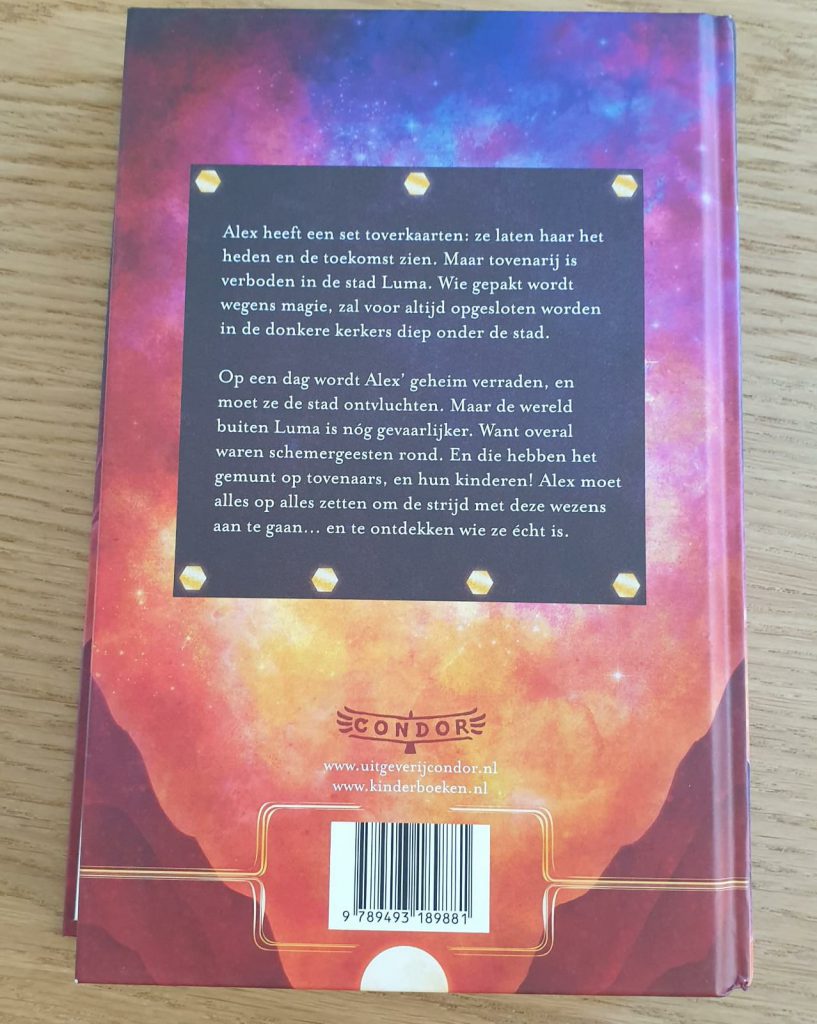 Alex heeft een set toverkaarten: ze laten haar het
heden en de toekomst zien. Maar tovenarij is
verboden in de stad Luma. Wie gepakt wordt
wegens magie, zal voor altijd opgesloten worden
in de donkere kerkers diep onder de stad.
Op een dag wordt Alex’ geheim verraden, en
moet ze de stad ontvluchten. Maar de wereld
buiten Luma is nóg gevaarlijker. Want overal
waren schemergeesten rond. En die hebben het
gemunt op tovenaars, en hun kinderen! Alex moet
alles op alles zetten om de strijd met deze wezens
aan te gaan… en te ontdekken wie ze écht is.
CONDOR
www.uitgeverijcondor.nl
www.kinderboeken.nl
9 789493 189881